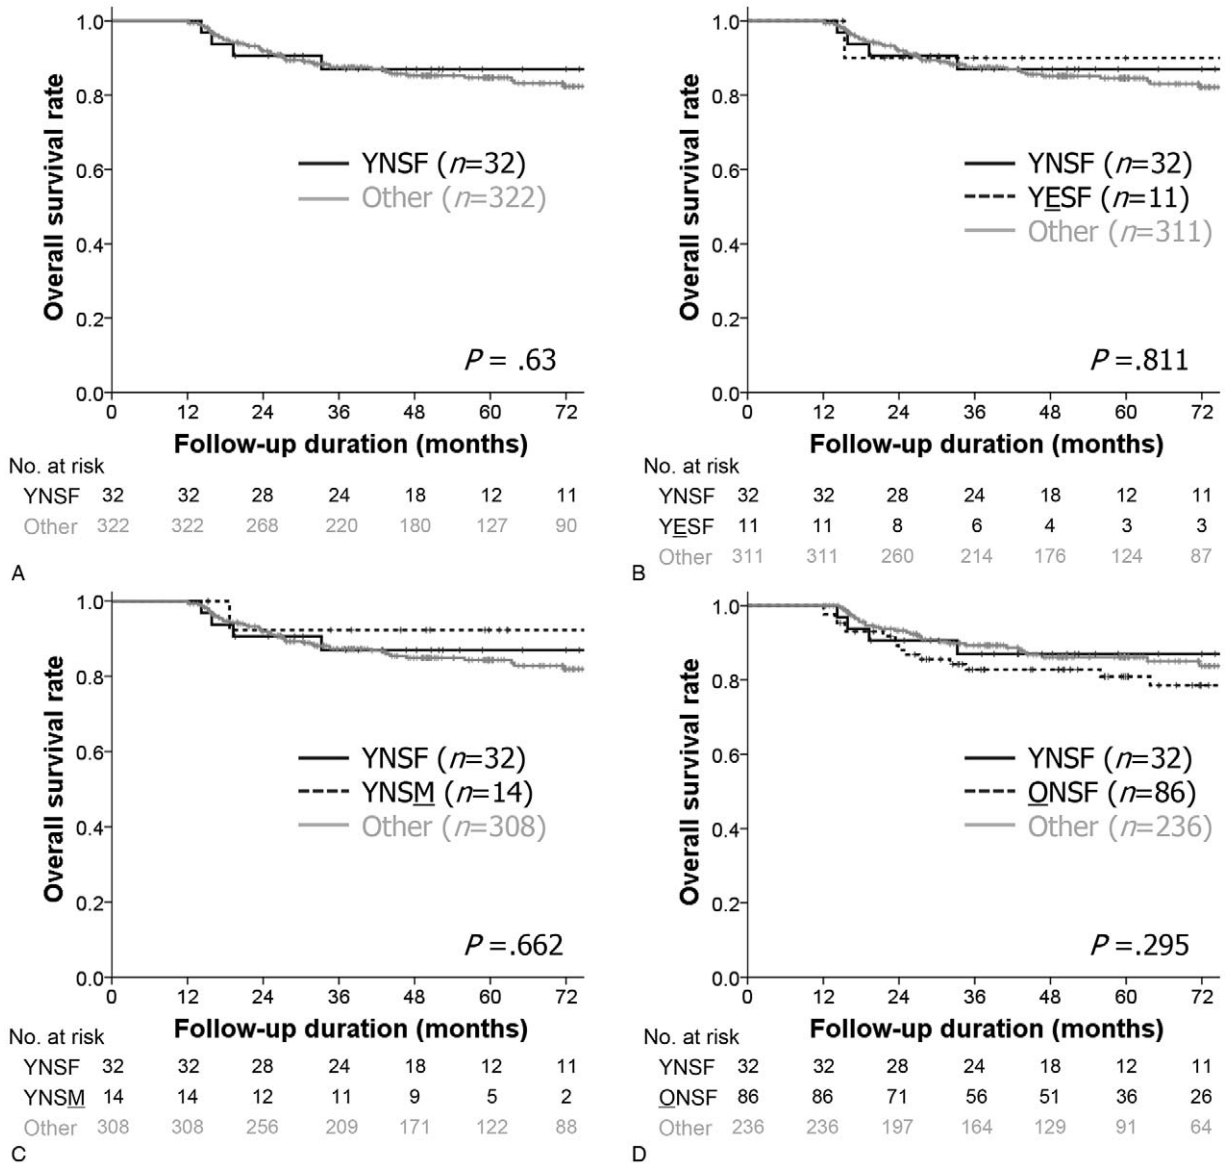 1.0
0.8
0.6
0.4
0.2
0.0
Overall survival rate
YNSF (n=32)
Other (n=322)
P = .63
0 12 24 36 48 60 72
Follow-up duration (months)
No. at risk
YNSF 32 32 28 24 18 12 11
Other 322 322 268 220 180 127 90
A
1.0
0.8
0.6
0.4
0.2
0.0
Overall survival rate
YNSF (n=32)
YESF (n=11)
Other (n=311)
P =.811
0 12 24 36 48 60 72
Follow-up duration (months)
No. at risk
YNSF 32 32 28 24 18 12 11
YESF 11 11 8 6 4 3 3
Other 311 311 260 214 176 124 87
B
1.0
0.8
0.6
0.4
0.2
0.0
Overall survival rate
YNSF (n=32)
YNSM (n=14)
Other (n=308)
P =.662
0 12 24 36 48 60 72
Follow-up duration (months)
No. at risk
YNSF 32 32 28 24 18 12 11
YNSM 14 14 12 11 9 5 2
Other 308 308 256 209 171 122 88
C
1.0
0.8
0.6
0.4
0.2
0.0
Overall survival rate
YNSF (n=32)
ONSF (n=86)
Other (n=236)
P =.295
0 12 24 36 48 60 72
Follow-up duration (months)
No. at risk
YNSF 32 32 28 24 18 12 11
ONSF 86 86 71 56 51 36 26
Other 236 236 197 164 129 91 64
D